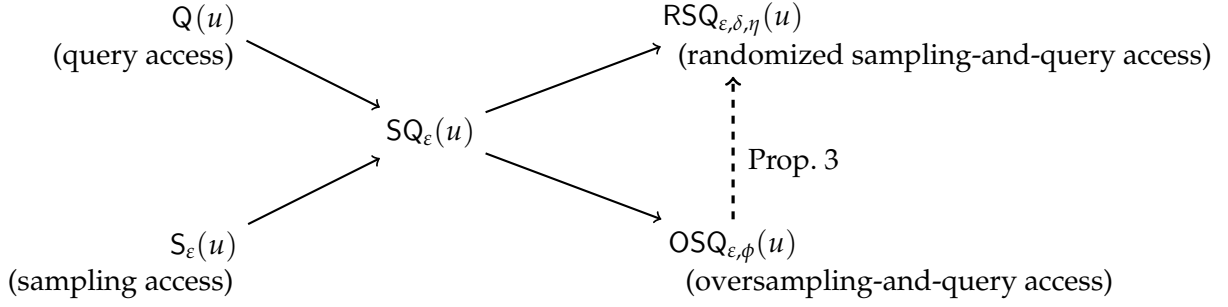 Q(u)
(query access)
RSQ_{ε,δ,η}(u)
(randomized sampling-and-query access)
SQ_ε(u)
Prop. 3
S_ε(u)
(sampling access)
OSQ_{ε,ϕ}(u)
(oversampling-and-query access)